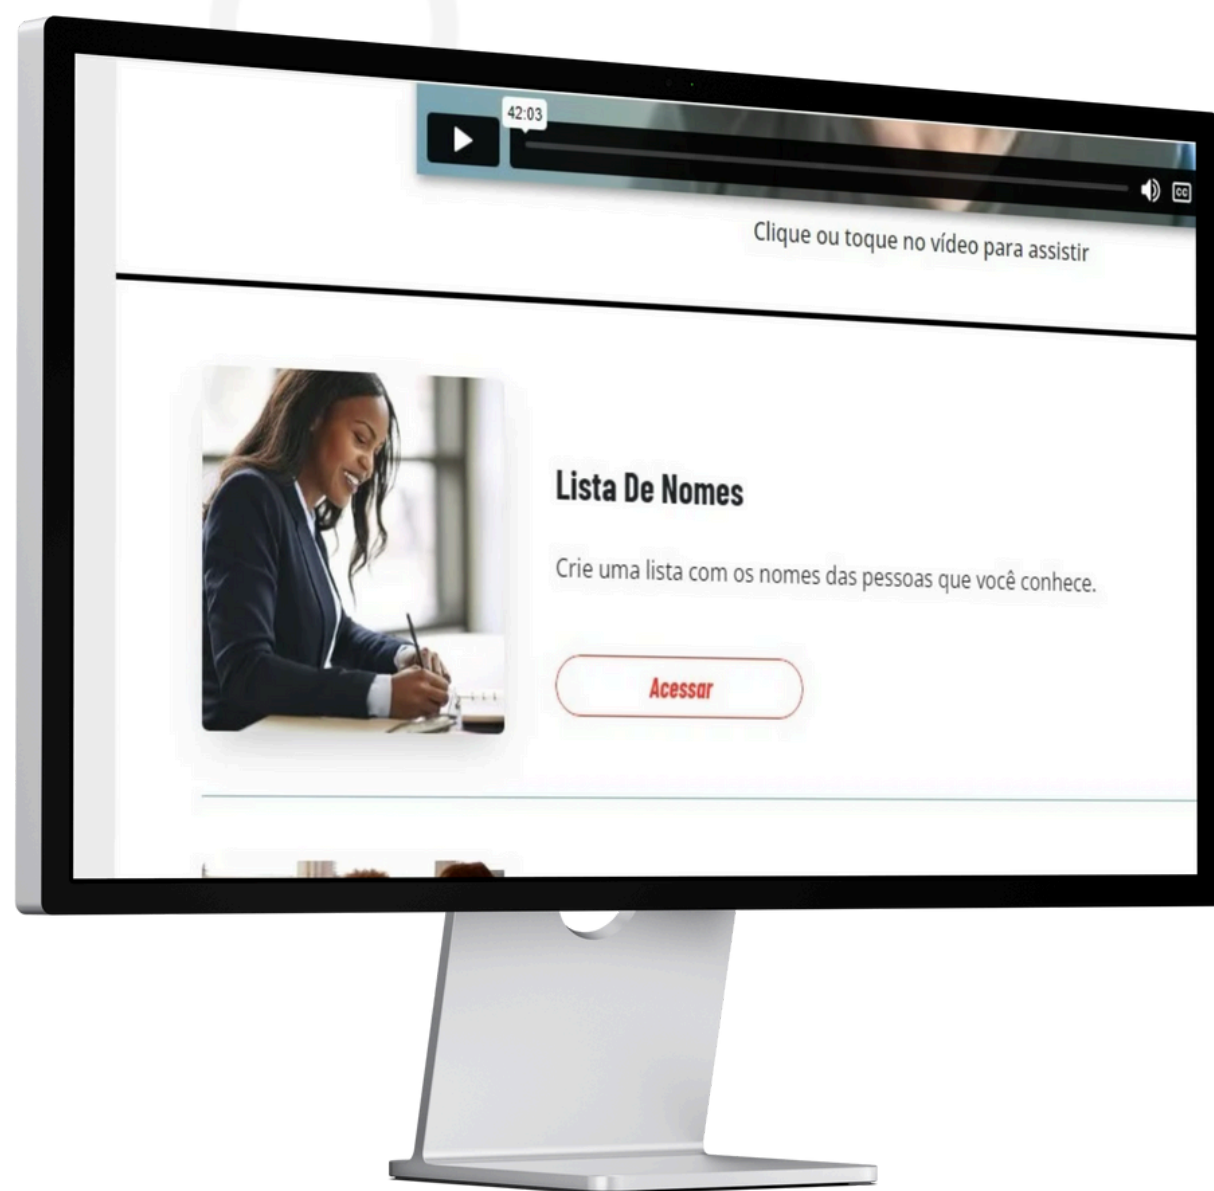 42:03
CC
Clique ou toque no vídeo para assistir
Lista De Nomes
Crie uma lista com os nomes das pessoas que você conhece.
Acessar